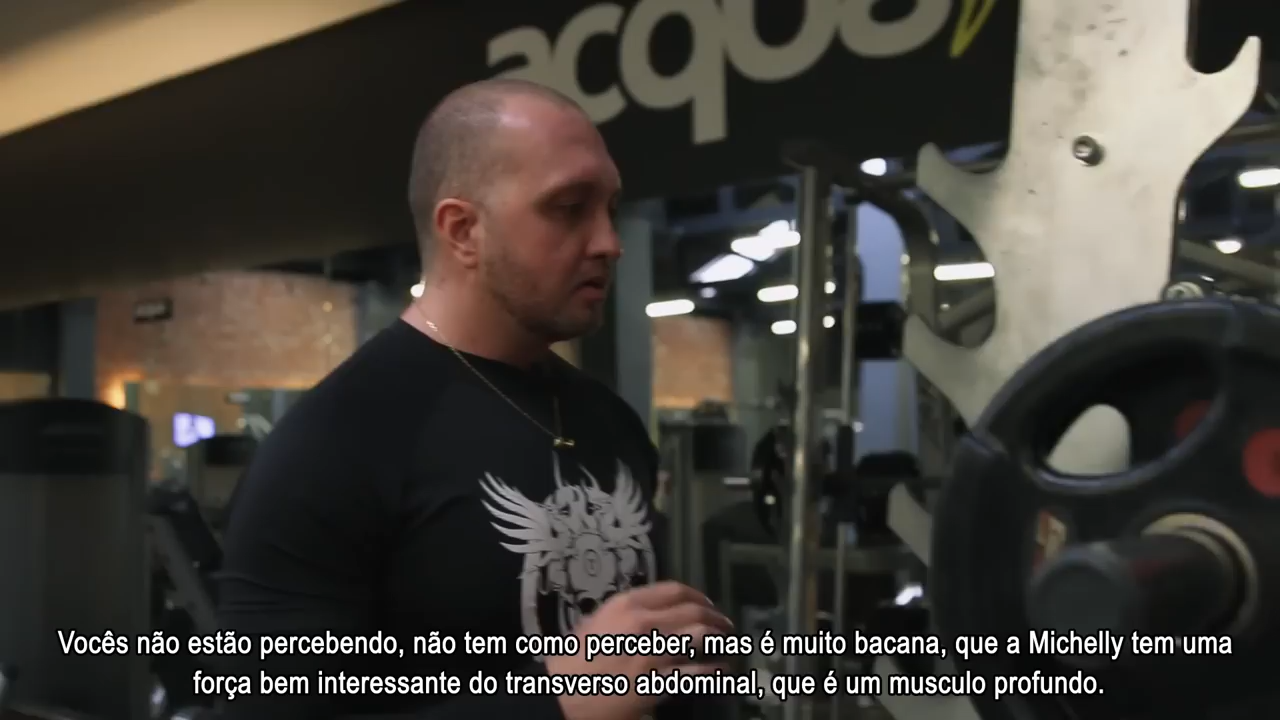 acqua
Vocês não estão percebendo, não tem como perceber, mas é muito bacana, que a Michelly tem uma
força bem interessante do transverso abdominal, que é um musculo profundo.